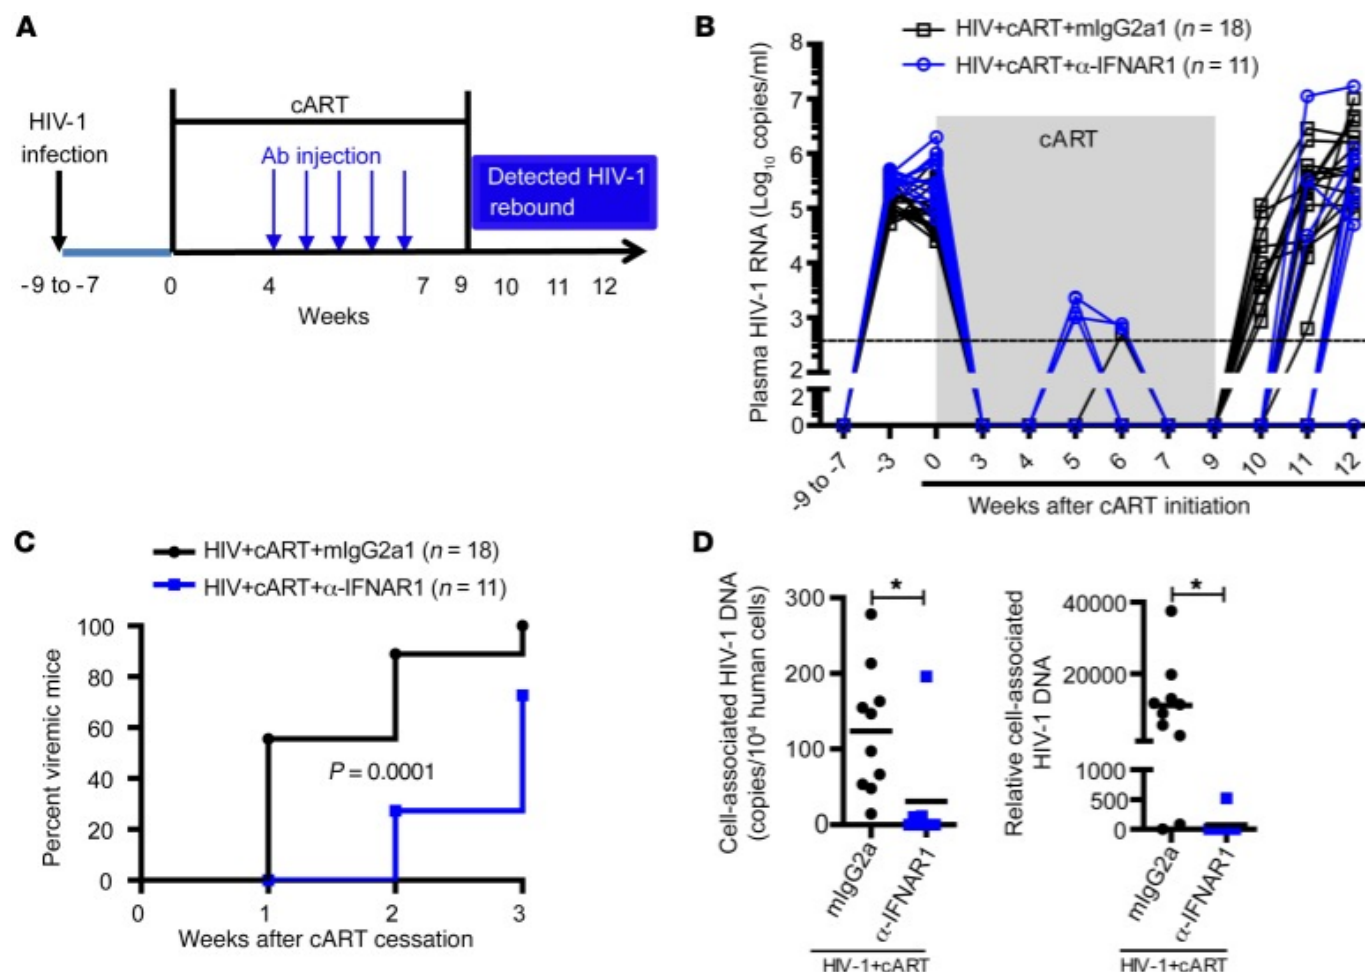 A
cART
HIV-1
infection
Ab injection
Detected HIV-1
rebound
-9 to -7 0 4 7 9 10 11 12
Weeks
B
HIV+cART+mIgG2a1 (n = 18)
HIV+cART+α-IFNAR1 (n = 11)
Plasma HIV-1 RNA (Log10 copies/ml)
8
7
6
5
4
3
2
2
0
cART
-9 to -7 -3 0 3 4 5 6 7 9 10 11 12
Weeks after cART initiation
C
HIV+cART+mIgG2a1 (n = 18)
HIV+cART+α-IFNAR1 (n = 11)
Percent viremic mice
100
80
60
40
20
0
P = 0.0001
0 1 2 3
Weeks after cART cessation
D
Cell-associated HIV-1 DNA
(copies/10⁴ human cells)
300
200
100
0
*
mIgG2a
α-IFNAR1
HIV-1+cART
Relative cell-associated
HIV-1 DNA
40000
20000
1000
500
0
*
mIgG2a
α-IFNAR1
HIV-1+cART